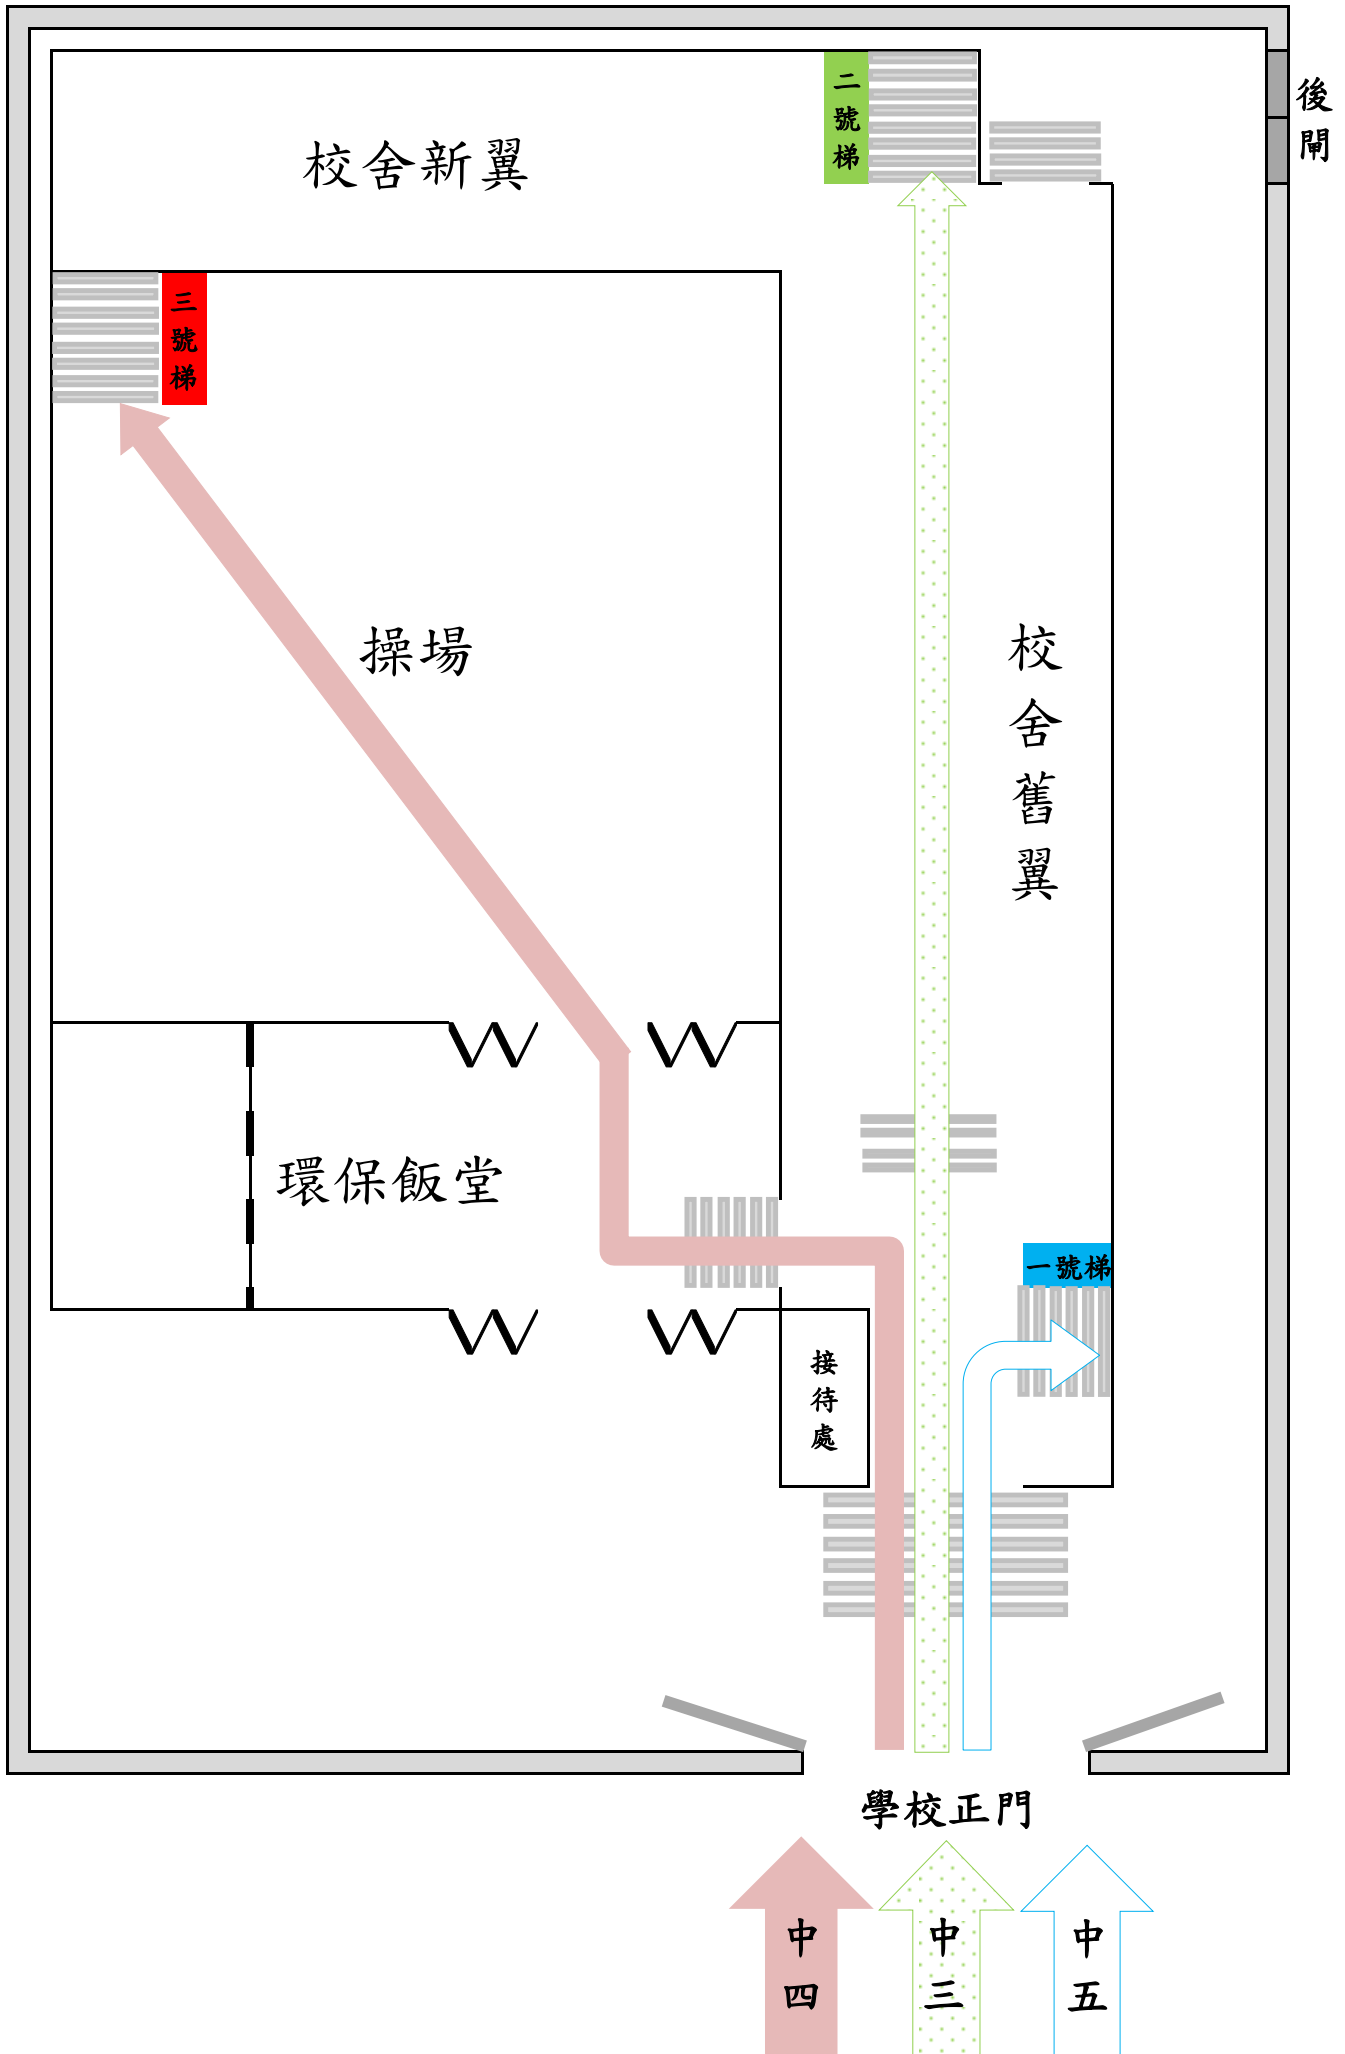 二號梯
後閘
校舍新翼
三號梯
操場
校舍舊翼
環保飯堂
一號梯
接待處
學校正門
中四
中三
中五